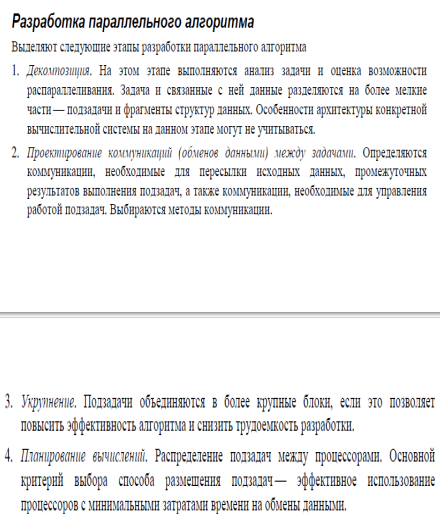 Разработка параллельного алгоритма
Выделяют следующие этапы разработки параллельного алгоритма
1. Декомпозиция. На этом этапе выполняются анализ задачи и оценка возможности
распараллеливания. Задача и связанные с ней данные разделяются на более мелкие
части — подзадачи и фрагменты структур данных. Особенности архитектуры конкретной
вычислительной системы на данном этапе могут не учитываться.
2. Проектирование коммуникаций (обменов данными) между задачами. Определяются
коммуникации, необходимые для пересылки исходных данных, промежуточных
результатов выполнения подзадач, а также коммуникации, необходимые для управления
работой подзадач. Выбираются методы коммуникации.
3. Укрупнение. Подзадачи объединяются в более крупные блоки, если это позволяет
повысить эффективность алгоритма и снизить трудоемкость разработки.
4. Планирование вычислений. Распределение подзадач между процессорами. Основной
критерий выбора способа размещения подзадач — эффективное использование
процессоров с минимальными затратами времени на обмены данными.